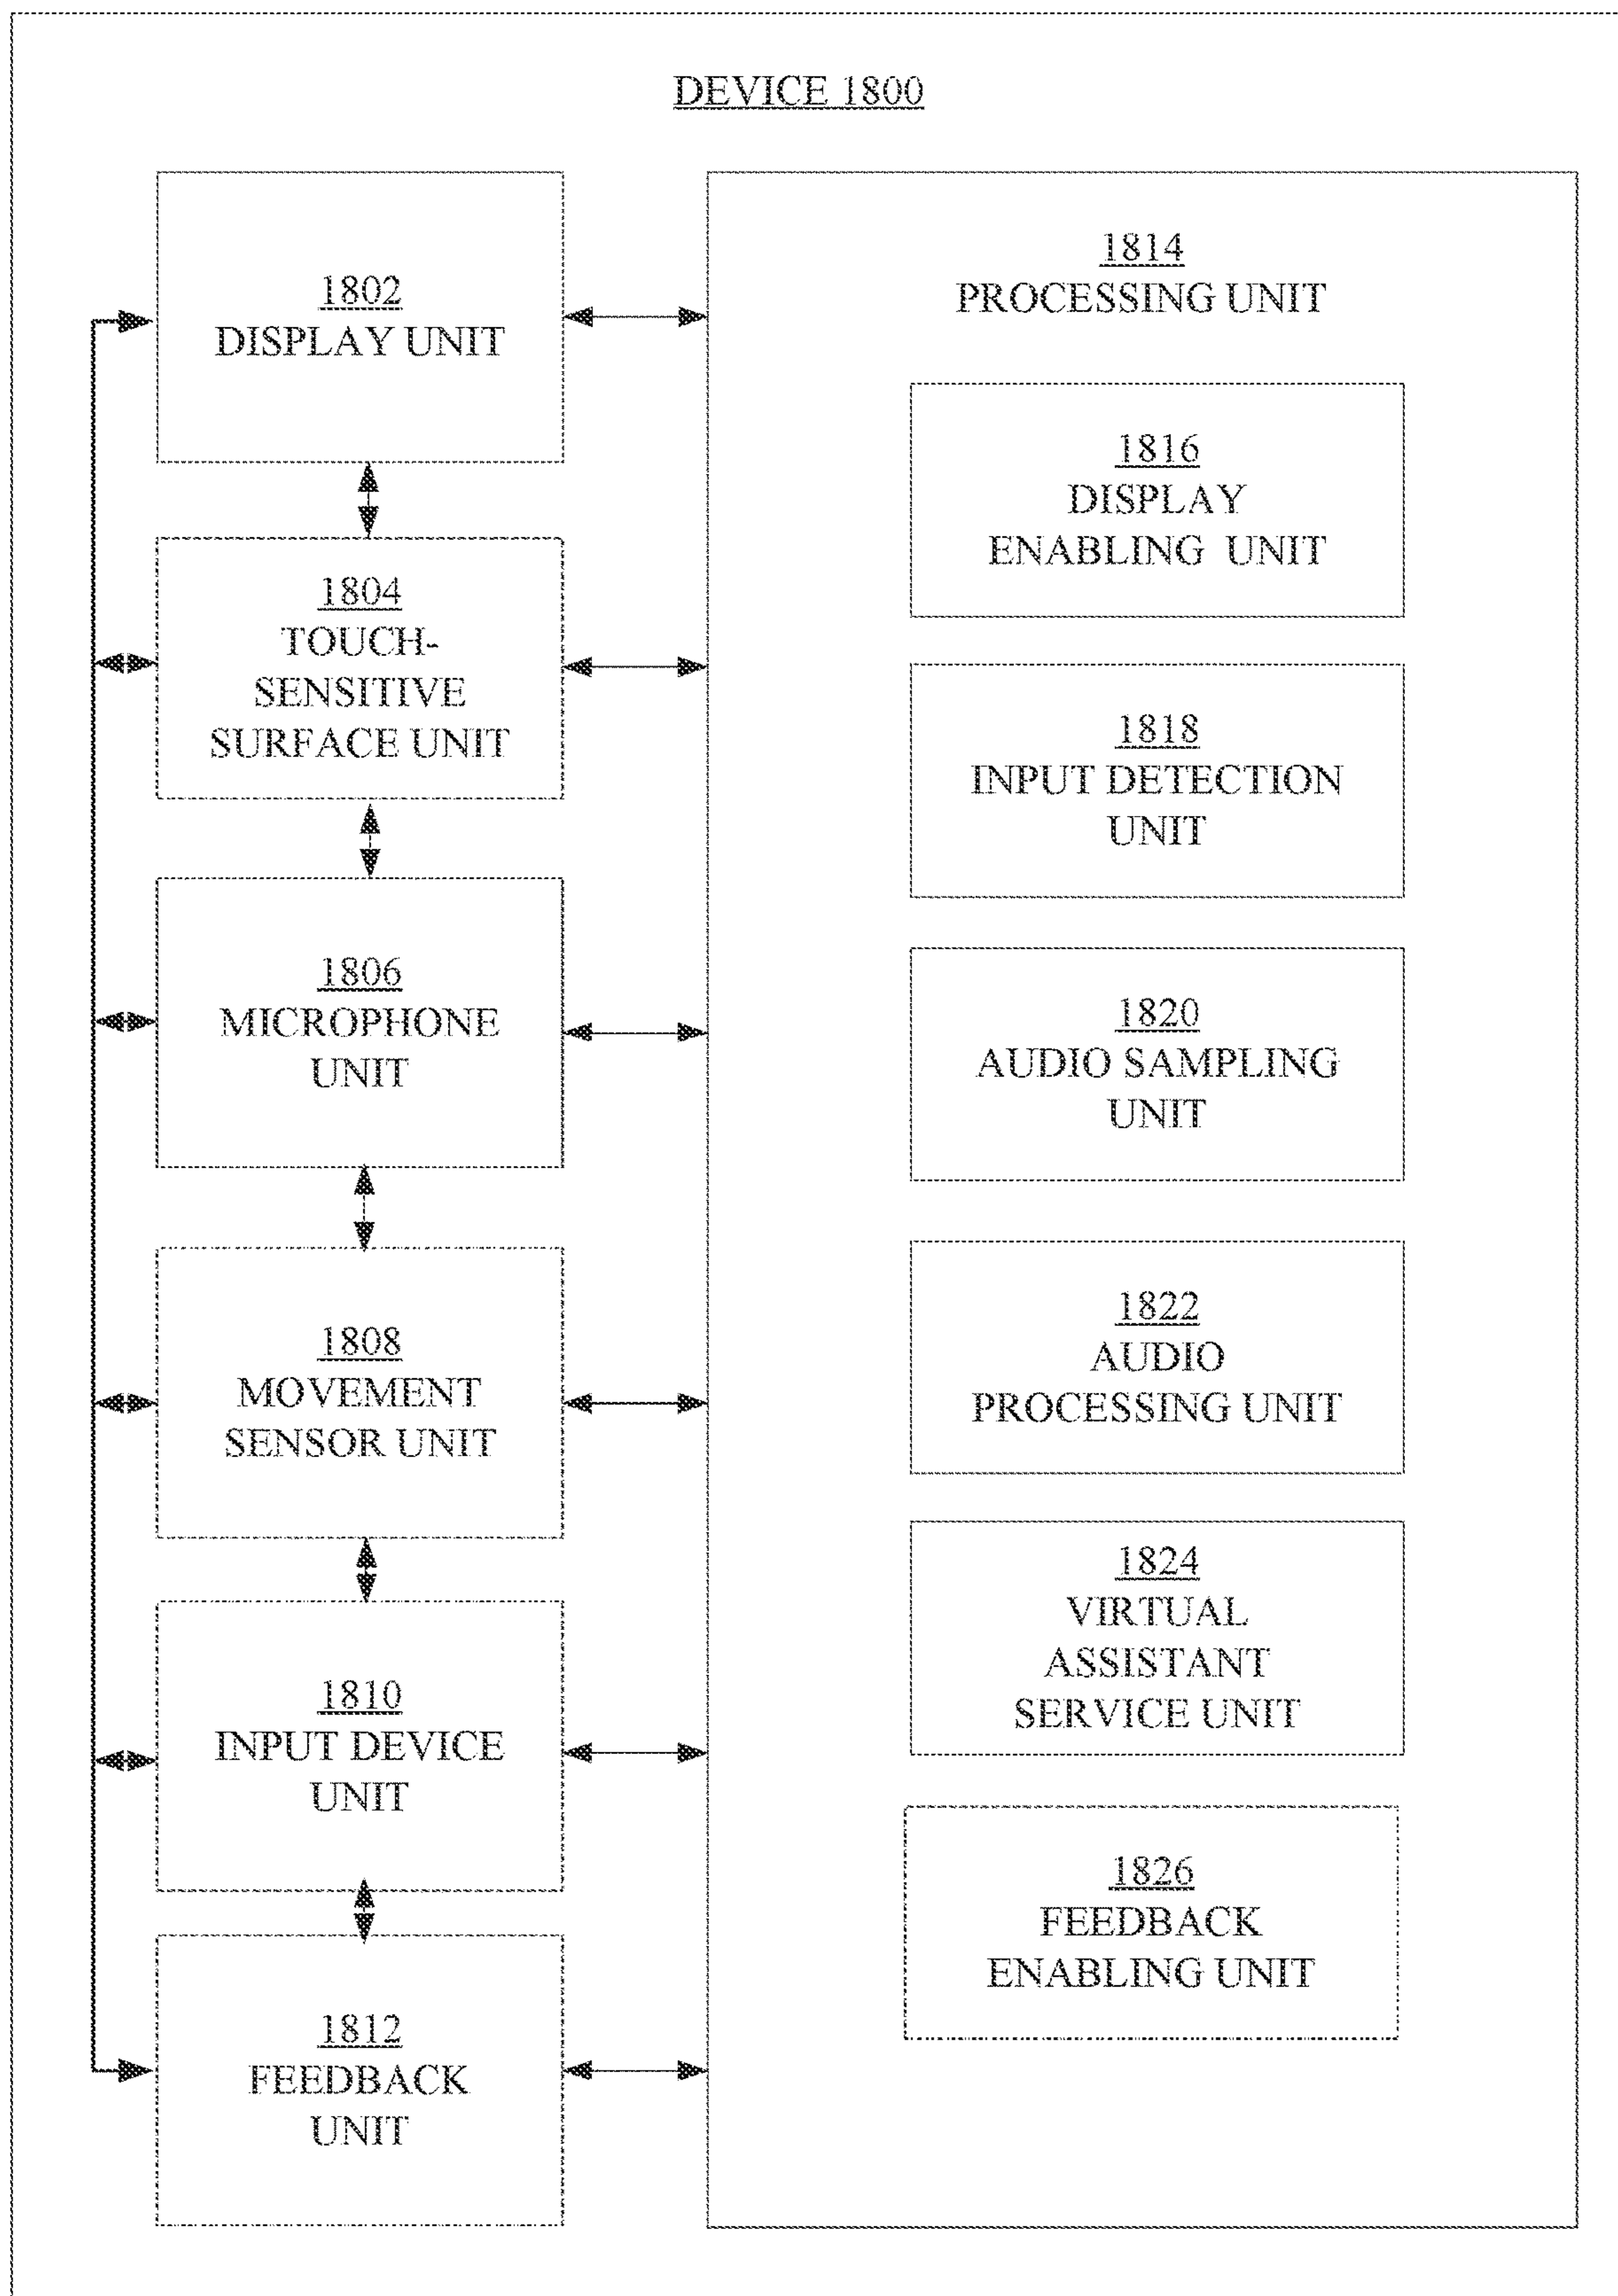 DEVICE 1800
1802
DISPLAY UNIT
1804
TOUCH-
SENSITIVE
SURFACE UNIT
1806
MICROPHONE
UNIT
1808
MOVEMENT
SENSOR UNIT
1810
INPUT DEVICE
UNIT
1812
FEEDBACK
UNIT
1814
PROCESSING UNIT
1816
DISPLAY
ENABLING UNIT
1818
INPUT DETECTION
UNIT
1820
AUDIO SAMPLING
UNIT
1822
AUDIO
PROCESSING UNIT
1824
VIRTUAL
ASSISTANT
SERVICE UNIT
1826
FEEDBACK
ENABLING UNIT